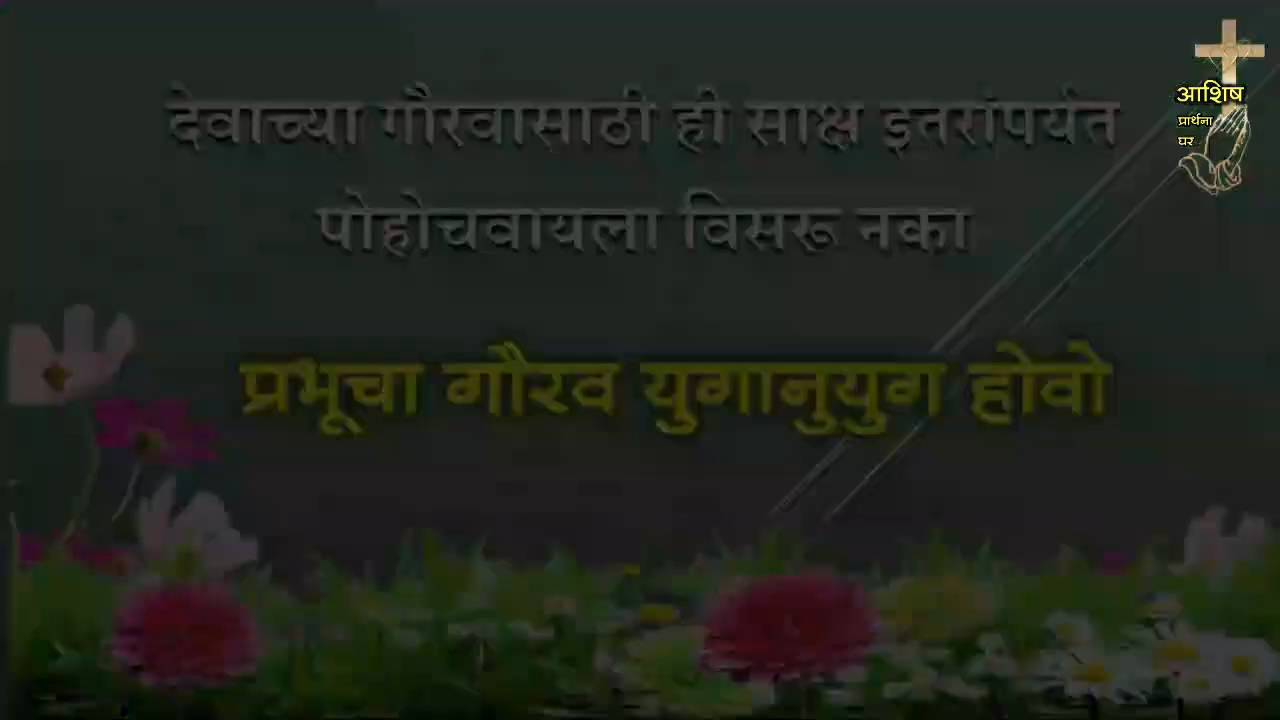 देवाच्या गौरवासाठी ही साक्ष इतरांपर्यंत
पोहोचवायला विसरू नका
प्रभूचा गौरव युगानुयुग होवो
आशिष
प्रार्थना
घर